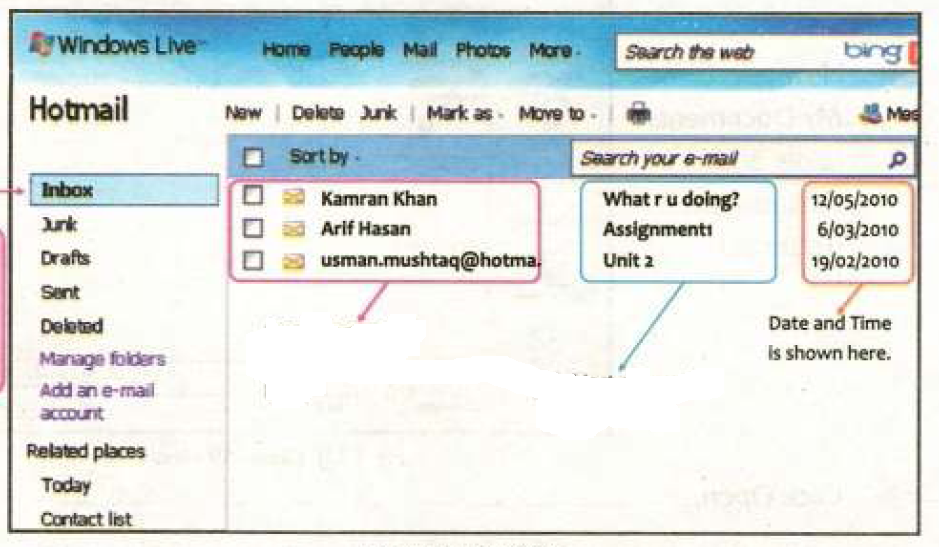 Windows Live™ Home People Mail Photos More Search the web bing
Hotmail New | Delete Junk | Mark as Move to | Mes
Sort by Search your e-mail
Inbox
Kamran Khan What r u doing? 12/05/2010
Junk
Arif Hasan Assignment1 6/03/2010
Drafts
usman.mushtaq@hotma. Unit 2 19/02/2010
Sent
Deleted
Date and Time
is shown here.
Manage folders
Add an e-mail
account
Related places
Today
Contact list